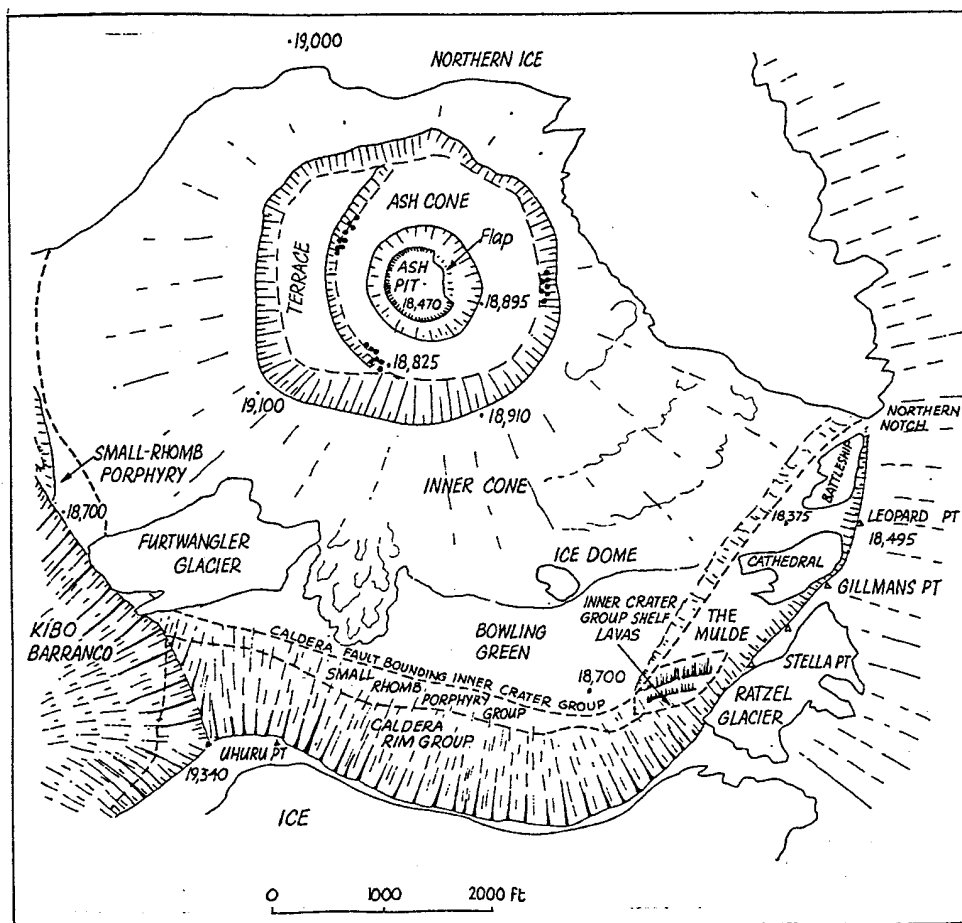 ·19,000
NORTHERN ICE
ASH CONE
Flap
TERRACE
ASH
PIT·
18,470
·18,895
·18,825
19,100
·18,910
NORTHERN
NOTCH
SMALL-RHOMB
PORPHYRY
BATTLESHIP
INNER CONE
·18,700
18,375
LEOPARD PT
18,495
FURTWANGLER
GLACIER
ICE DOME
CATHEDRAL
GILLMANS PT
INNER CRATER
GROUP SHELF
LAVAS
THE
MULDE
KIBO
BARRANCO
BOWLING
GREEN
CALDERA FAULT BOUNDING INNER CRATER GROUP
STELLA PT
18,700
SMALL
RHOMB
PORPHYRY
GROUP
RATZEL
GLACIER
CALDERA
RIM GROUP
UHURU PT
19,340
ICE
0 1000 2000 Ft